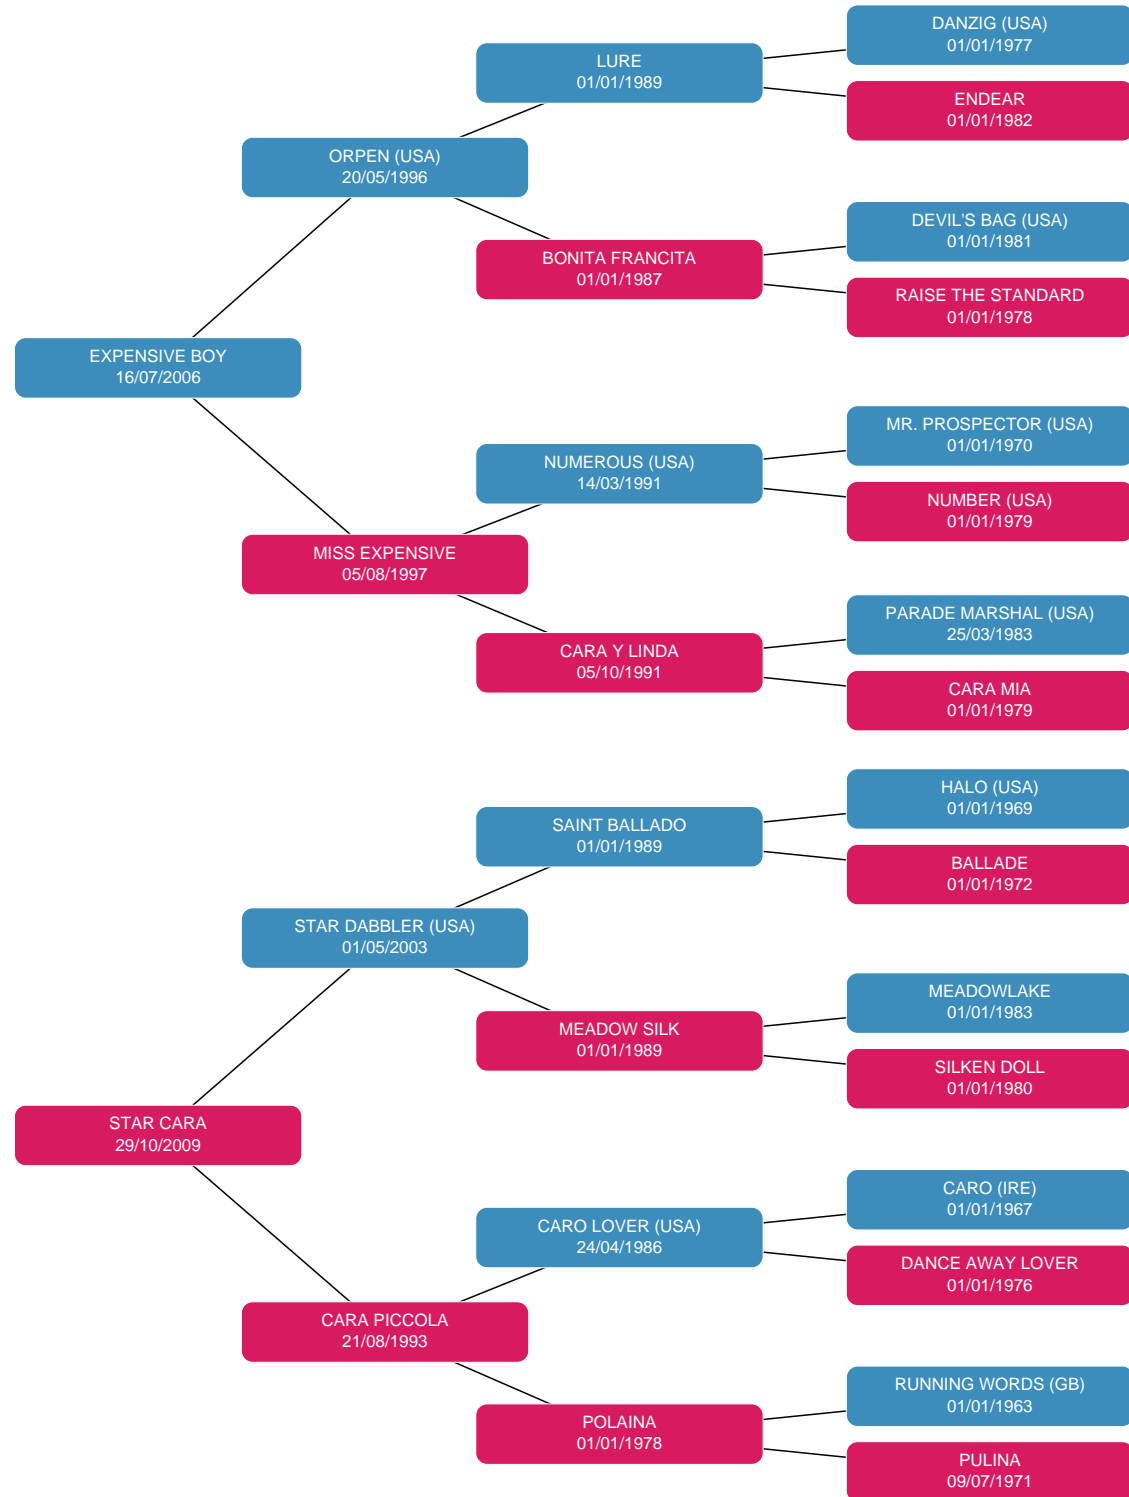 DANZIG (USA)
01/01/1977
LURE
01/01/1989
ENDEAR
01/01/1982
ORPEN (USA)
20/05/1996
DEVIL'S BAG (USA)
01/01/1981
BONITA FRANCITA
01/01/1987
RAISE THE STANDARD
01/01/1978
EXPENSIVE BOY
16/07/2006
MR. PROSPECTOR (USA)
01/01/1970
NUMEROUS (USA)
14/03/1991
NUMBER (USA)
01/01/1979
MISS EXPENSIVE
05/08/1997
PARADE MARSHAL (USA)
25/03/1983
CARA Y LINDA
05/10/1991
CARA MIA
01/01/1979
HALO (USA)
01/01/1969
SAINT BALLADO
01/01/1989
BALLADE
01/01/1972
STAR DABBLER (USA)
01/05/2003
MEADOWLAKE
01/01/1983
MEADOW SILK
01/01/1989
SILKEN DOLL
01/01/1980
STAR CARA
29/10/2009
CARO (IRE)
01/01/1967
CARO LOVER (USA)
24/04/1986
DANCE AWAY LOVER
01/01/1976
CARA PICCOLA
21/08/1993
RUNNING WORDS (GB)
01/01/1963
POLAINA
01/01/1978
PULINA
09/07/1971